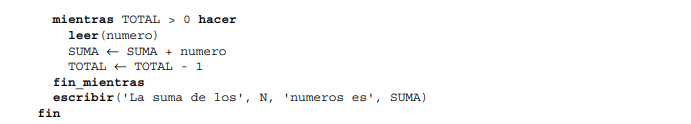 mientras TOTAL > 0 hacer
leer(numero)
SUMA ← SUMA + numero
TOTAL ← TOTAL - 1
fin_mientras
escribir('La suma de los', N, 'numeros es', SUMA)
fin